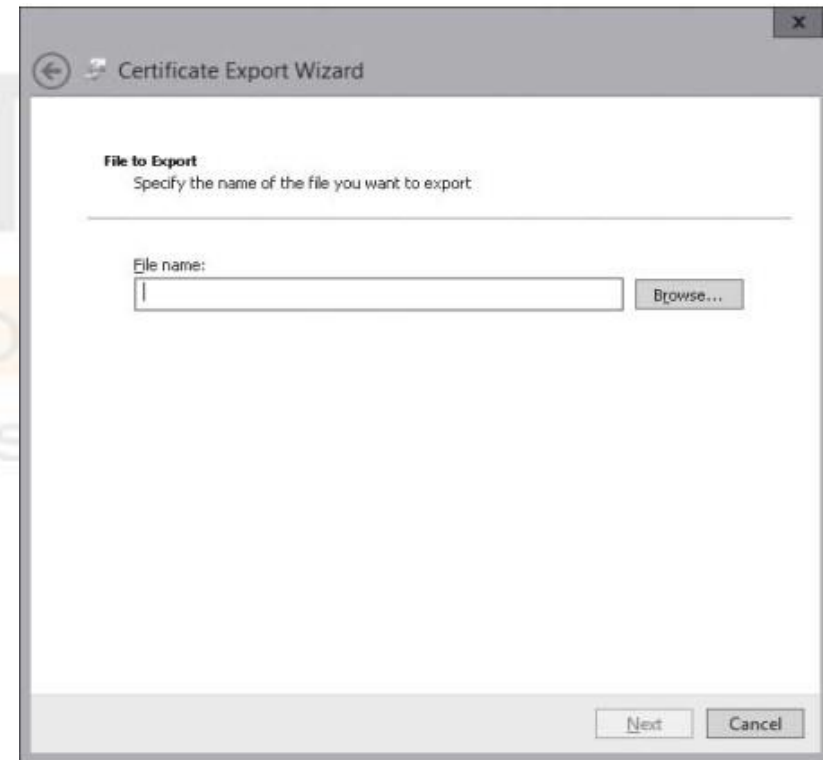 x
Certificate Export Wizard
File to Export
Specify the name of the file you want to export
File name:
Browse...
Next
Cancel